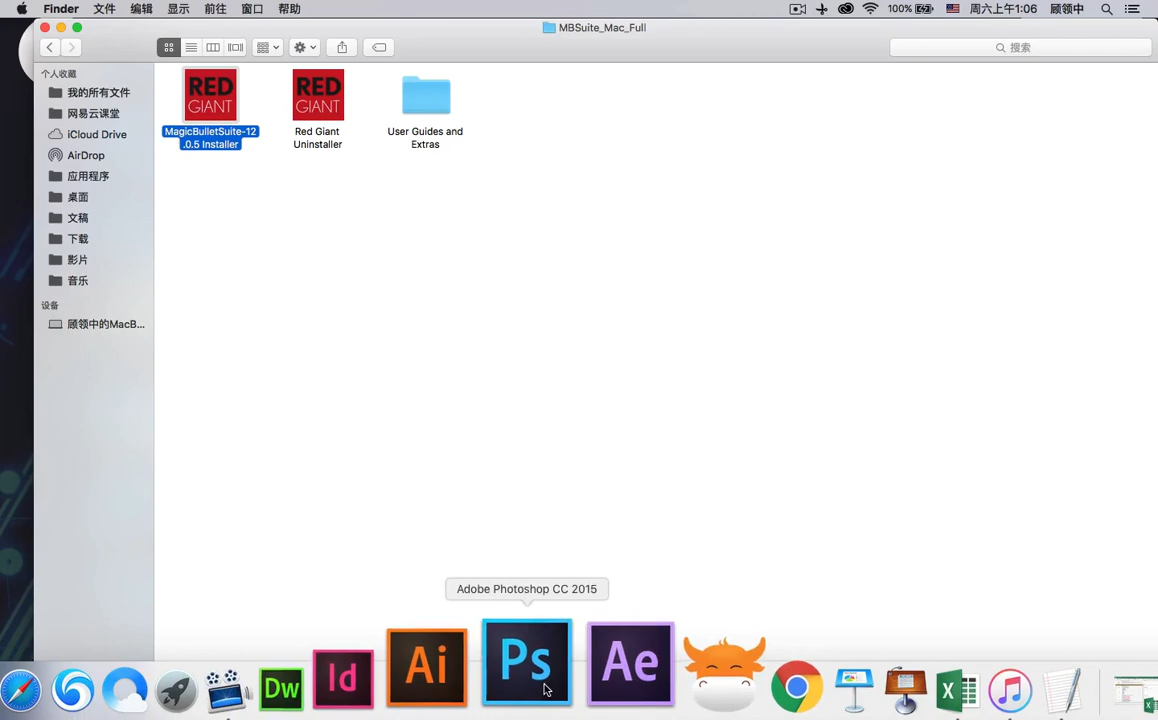 Finder 文件 编辑 显示 前往 窗口 帮助 100% 周六上午1:06 顾领中
MBSuite_Mac_Full
搜索
个人收藏
我的所有文件
网易云课堂
iCloud Drive
AirDrop
应用程序
桌面
文稿
下载
影片
音乐
设备
顾领中的MacB...
RED GIANT
MagicBulletSuite-12
.0.5 Installer
RED GIANT
Red Giant
Uninstaller
User Guides and
Extras
Adobe Photoshop CC 2015
Dw Id Ai Ps Ae